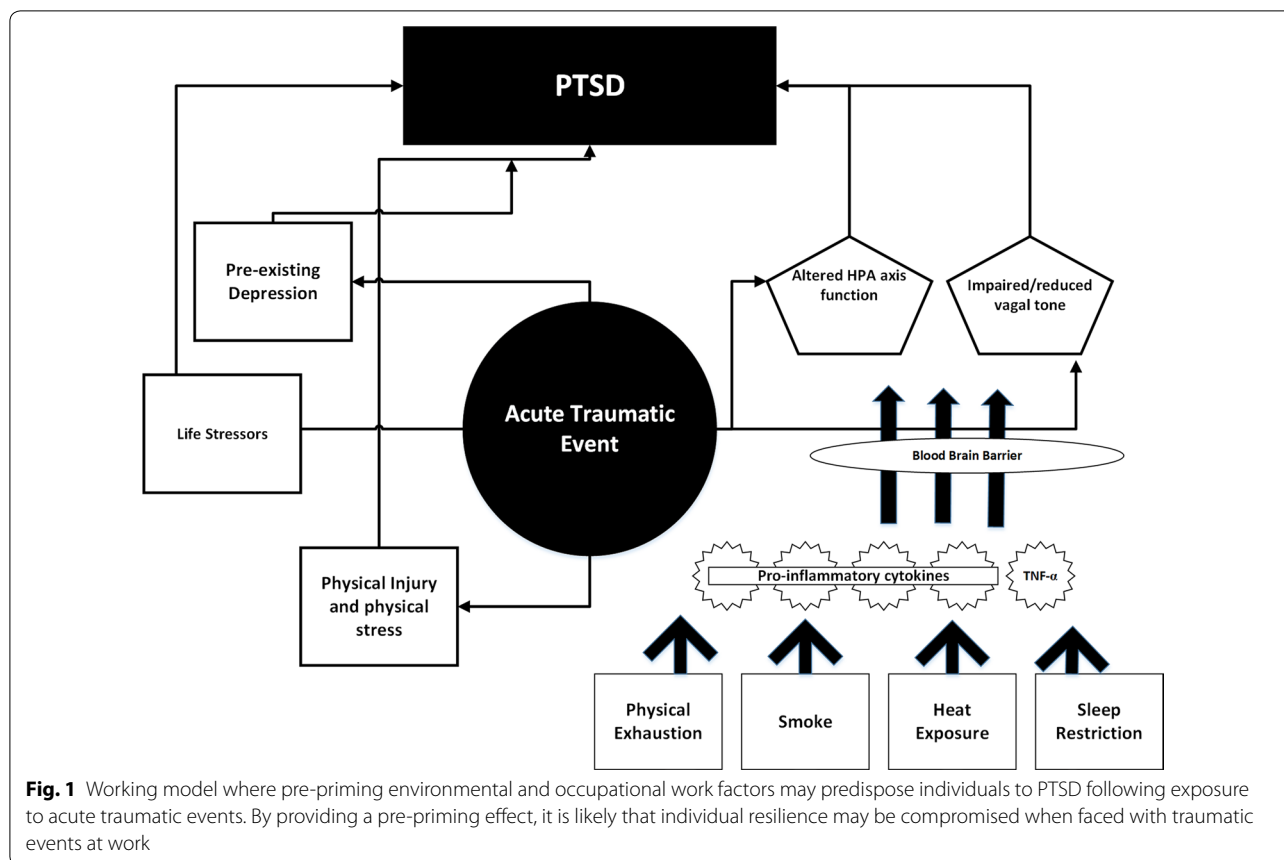 PTSD
Pre-existing
Depression
Altered HPA axis
function
Impaired/reduced
vagal tone
Life Stressors
Acute Traumatic
Event
Blood Brain Barrier
Physical Injury
and physical
stress
Pro-inflammatory cytokines
TNF-α
Physical
Exhaustion
Smoke
Heat
Exposure
Sleep
Restriction
Fig. 1 Working model where pre-priming environmental and occupational work factors may predispose individuals to PTSD following exposure
to acute traumatic events. By providing a pre-priming effect, it is likely that individual resilience may be compromised when faced with traumatic
events at work